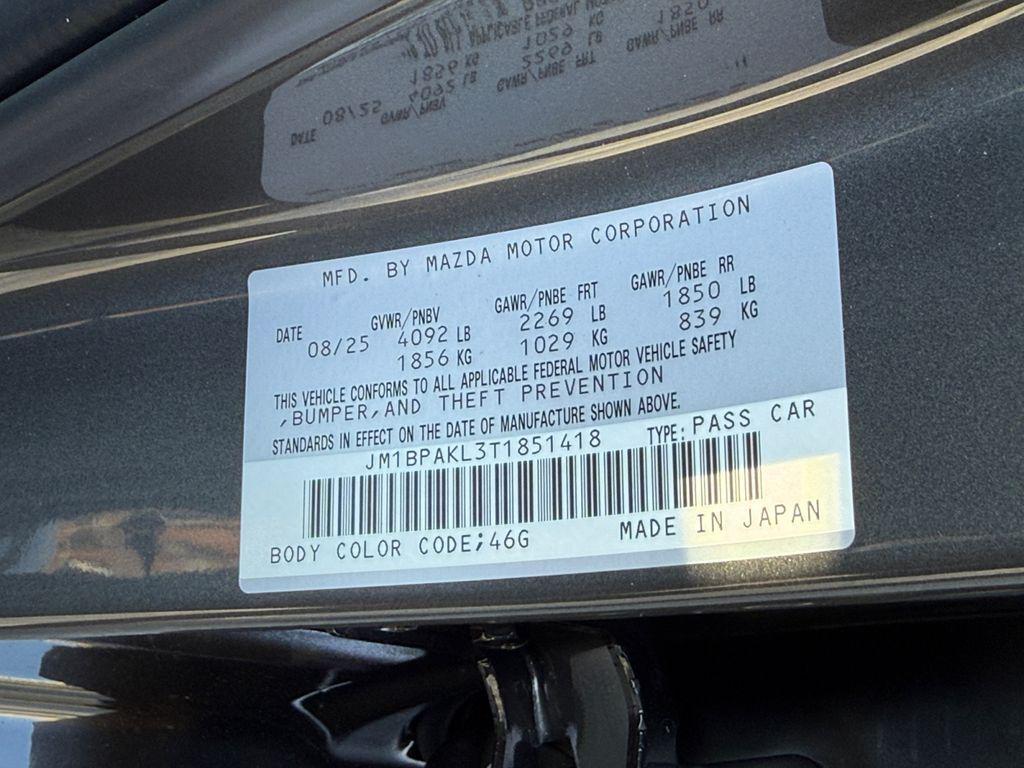 MFD. BY MAZDA MOTOR CORPORATION
DATE GVWR/PNBV GAWR/PNBE FRT GAWR/PNBE RR
08/25 4092 LB 2269 LB 1850 LB
1856 KG 1029 KG 839 KG
THIS VEHICLE CONFORMS TO ALL APPLICABLE FEDERAL MOTOR VEHICLE SAFETY
,BUMPER,AND THEFT PREVENTION
STANDARDS IN EFFECT ON THE DATE OF MANUFACTURE SHOWN ABOVE.
JM1BPAKL3T1851418 TYPE: PASS CAR
BODY COLOR CODE;46G MADE IN JAPAN